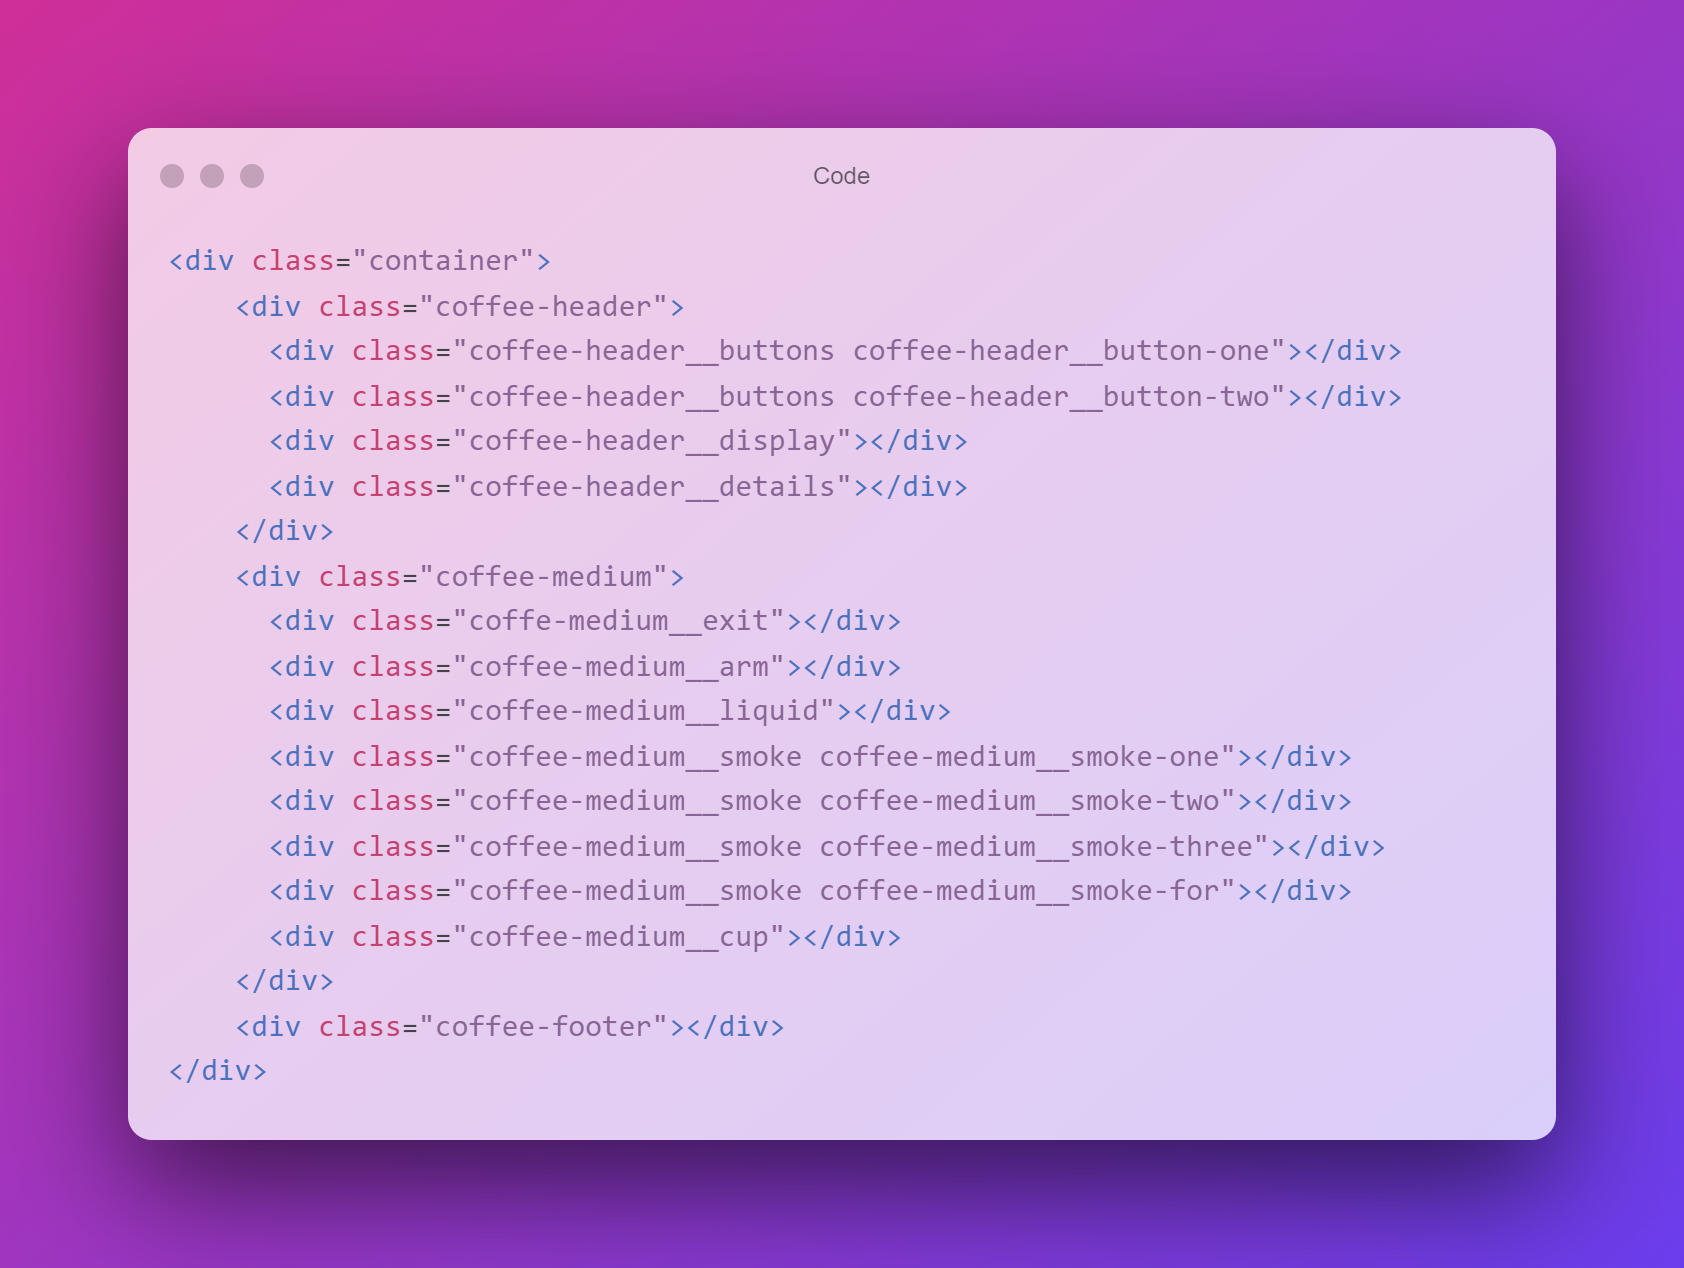 Code
<div class="container">
    <div class="coffee-header">
      <div class="coffee-header__buttons coffee-header__button-one"></div>
      <div class="coffee-header__buttons coffee-header__button-two"></div>
      <div class="coffee-header__display"></div>
      <div class="coffee-header__details"></div>
    </div>
    <div class="coffee-medium">
      <div class="coffe-medium__exit"></div>
      <div class="coffee-medium__arm"></div>
      <div class="coffee-medium__liquid"></div>
      <div class="coffee-medium__smoke coffee-medium__smoke-one"></div>
      <div class="coffee-medium__smoke coffee-medium__smoke-two"></div>
      <div class="coffee-medium__smoke coffee-medium__smoke-three"></div>
      <div class="coffee-medium__smoke coffee-medium__smoke-for"></div>
      <div class="coffee-medium__cup"></div>
    </div>
    <div class="coffee-footer"></div>
</div>